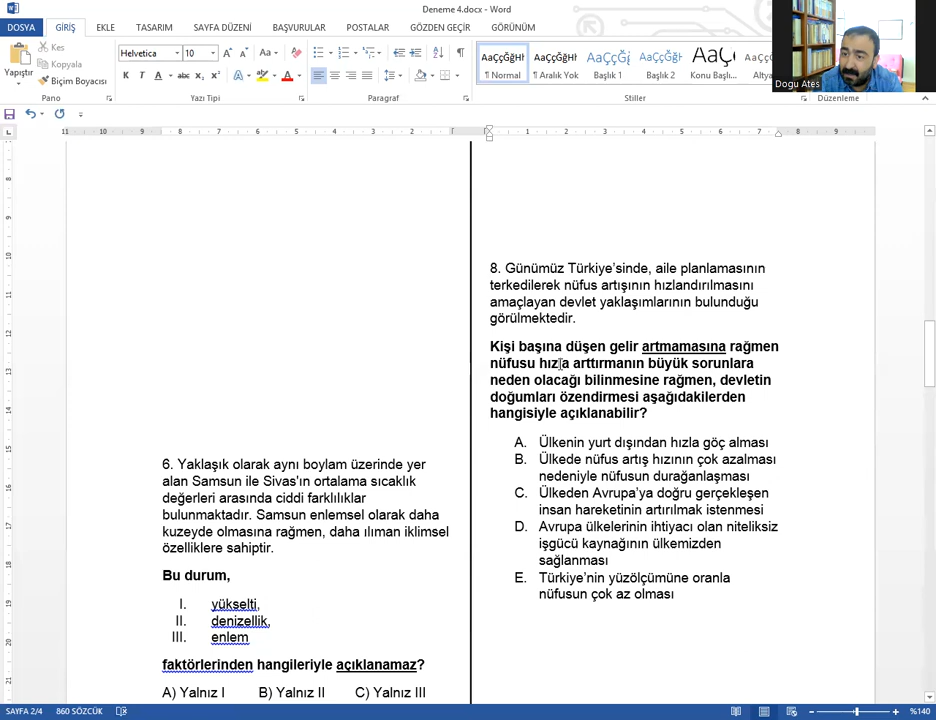 Deneme 4.docx - Word
DOSYA GİRİŞ EKLE TASARIM SAYFA DÜZENİ BAŞVURULAR POSTALAR GÖZDEN GEÇİR GÖRÜNÜM
Yapıştır
Kes
Kopyala
Biçim Boyacısı
Pano
Helvetica 10
K T A abc x₂ x²
Yazı Tipi
Paragraf
AaÇçĞğHı AaÇçĞğHı AaÇçĞğ AaÇçĞğH AaÇ AaÇçĞğH
¶ Normal ¶ Aralık Yok Başlık 1 Başlık 2 Konu Başlı... Altya
Stiller
Düzenleme
Dogu Ates
6. Yaklaşık olarak aynı boylam üzerinde yer
alan Samsun ile Sivas'ın ortalama sıcaklık
değerleri arasında ciddi farklılıklar
bulunmaktadır. Samsun enlemsel olarak daha
kuzeyde olmasına rağmen, daha ılıman iklimsel
özelliklere sahiptir.
Bu durum,
I. yükselti,
II. denizellik,
III. enlem
faktörlerinden hangileriyle açıklanamaz?
A) Yalnız I B) Yalnız II C) Yalnız III
8. Günümüz Türkiye'sinde, aile planlamasının
terkedilerek nüfus artışının hızlandırılmasını
amaçlayan devlet yaklaşımlarının bulunduğu
görülmektedir.
Kişi başına düşen gelir artmamasına rağmen
nüfusu hızla arttırmanın büyük sorunlara
neden olacağı bilinmesine rağmen, devletin
doğumları özendirmesi aşağıdakilerden
hangisiyle açıklanabilir?
A. Ülkenin yurt dışından hızla göç alması
B. Ülkede nüfus artış hızının çok azalması
nedeniyle nüfusun durağanlaşması
C. Ülkeden Avrupa'ya doğru gerçekleşen
insan hareketinin artırılmak istenmesi
D. Avrupa ülkelerinin ihtiyacı olan niteliksiz
işgücü kaynağının ülkemizden
sağlanması
E. Türkiye'nin yüzölçümüne oranla
nüfusun çok az olması
SAYFA 2/4 860 SÖZCÜK
%140